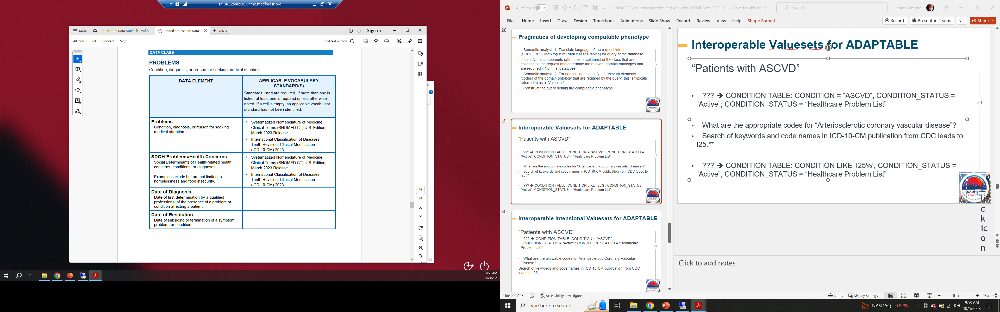 IMDRC25069JC.unmc.medforest.org
Menu
Common Data Model (CDM) S...
United States Core Data ...
Create
Sign in
All tools
Edit
Convert
Sign
Find text or tools
DATA CLASS
PROBLEMS
Condition, diagnosis, or reason for seeking medical attention.
DATA ELEMENT
APPLICABLE VOCABULARY
STANDARD(S)
Standards listed are required. If more than one is
listed, at least one is required unless otherwise
noted. If a cell is empty, an applicable vocabulary
standard has not been identified.
Problems
Condition, diagnosis, or reason for seeking
medical attention.
• Systematized Nomenclature of Medicine
Clinical Terms (SNOMED CT) U.S. Edition,
March 2023 Release
• International Classification of Diseases,
Tenth Revision, Clinical Modification
(ICD-10-CM) 2023
SDOH Problems/Health Concerns
Social Determinants of Health-related health
concerns, conditions, or diagnoses.
Examples include but are not limited to
homelessness and food insecurity.
• Systematized Nomenclature of Medicine
Clinical Terms (SNOMED CT) U.S. Edition,
March 2023 Release
• International Classification of Diseases,
Tenth Revision, Clinical Modification
(ICD-10-CM) 2023
Date of Diagnosis
Date of first determination by a qualified
professional of the presence of a problem or
condition affecting a patient.
Date of Resolution
Date of subsiding or termination of a symptom,
problem, or condition.
26
34
9:53 AM
10/5/2023
AutoSave
Off
SNOMEDExpo_Interoperation and Analytics of EHR Data_202310... • Saved to this PC
Search
James Campbell
File
Home
Insert
Draw
Design
Transitions
Animations
Slide Show
Record
Review
View
Help
Shape Format
Record
Present in Teams
Share
28
Pragmatics of developing computable phenotype
• Semantic analysis 1: Translate language of the request into the
(USCDI/PCORnet) top level data classes(tables) for query of the database
• Identify the components (attributes or columns) of the class that are
essential to the request and determine the relevant domain ontologies that
are required if Nominal datatypes
• Semantic analysis 2: For nominal data identify the relevant elements
(codes) of the domain ontology that are required by the query; this is typically
referred to as a “Valueset”
• Construct the query definig the computable phenotype
28
29
Interoperable Valuesets for ADAPTABLE
“Patients with ASCVD”
• ??? ➔ CONDITION TABLE: CONDITION = “ASCVD”, CONDITION_STATUS =
“Active”; CONDITION_STATUS = “Healthcare Problem List”
• What are the appropriate codes for “Arteriosclerotic coronary vascular disease”?
• Search of keywords and code names in ICD-10-CM publication from CDC leads to
I25.**
• ??? ➔ CONDITION TABLE: CONDITION LIKE ‘I25%’, CONDITION_STATUS =
“Active”; CONDITION_STATUS = “Healthcare Problem List”
29
30
Interoperable Intensional Valuesets for ADAPTABLE
“Patients with ASCVD”
• ??? ➔ CONDITION TABLE: CONDITION = “ASCVD”,
CONDITION_STATUS = “Active”; CONDITION_STATUS = “Healthcare
Problem List”
• What are the allowable codes for Arteriosclerotic Coronary Vascular
Disease?
Search of keywords and code names in ICD-10-CM publication from CDC
leads to I25.
28
Interoperable Valuesets for ADAPTABLE
“Patients with ASCVD”
• ??? ➔ CONDITION TABLE: CONDITION = “ASCVD”, CONDITION_STATUS =
“Active”; CONDITION_STATUS = “Healthcare Problem List”
• What are the appropriate codes for “Arteriosclerotic coronary vascular disease”?
• Search of keywords and code names in ICD-10-CM publication from CDC leads to
I25.**
• ??? ➔ CONDITION TABLE: CONDITION LIKE ‘I25%’, CONDITION_STATUS =
“Active”; CONDITION_STATUS = “Healthcare Problem List”
29
c
k
ic
o
n
Click to add notes
Slide 29 of 36
Accessibility: Investigate
Notes
Display Settings
75%
Type here to search
NASDAQ -0.82%
9:53 AM
10/5/2023